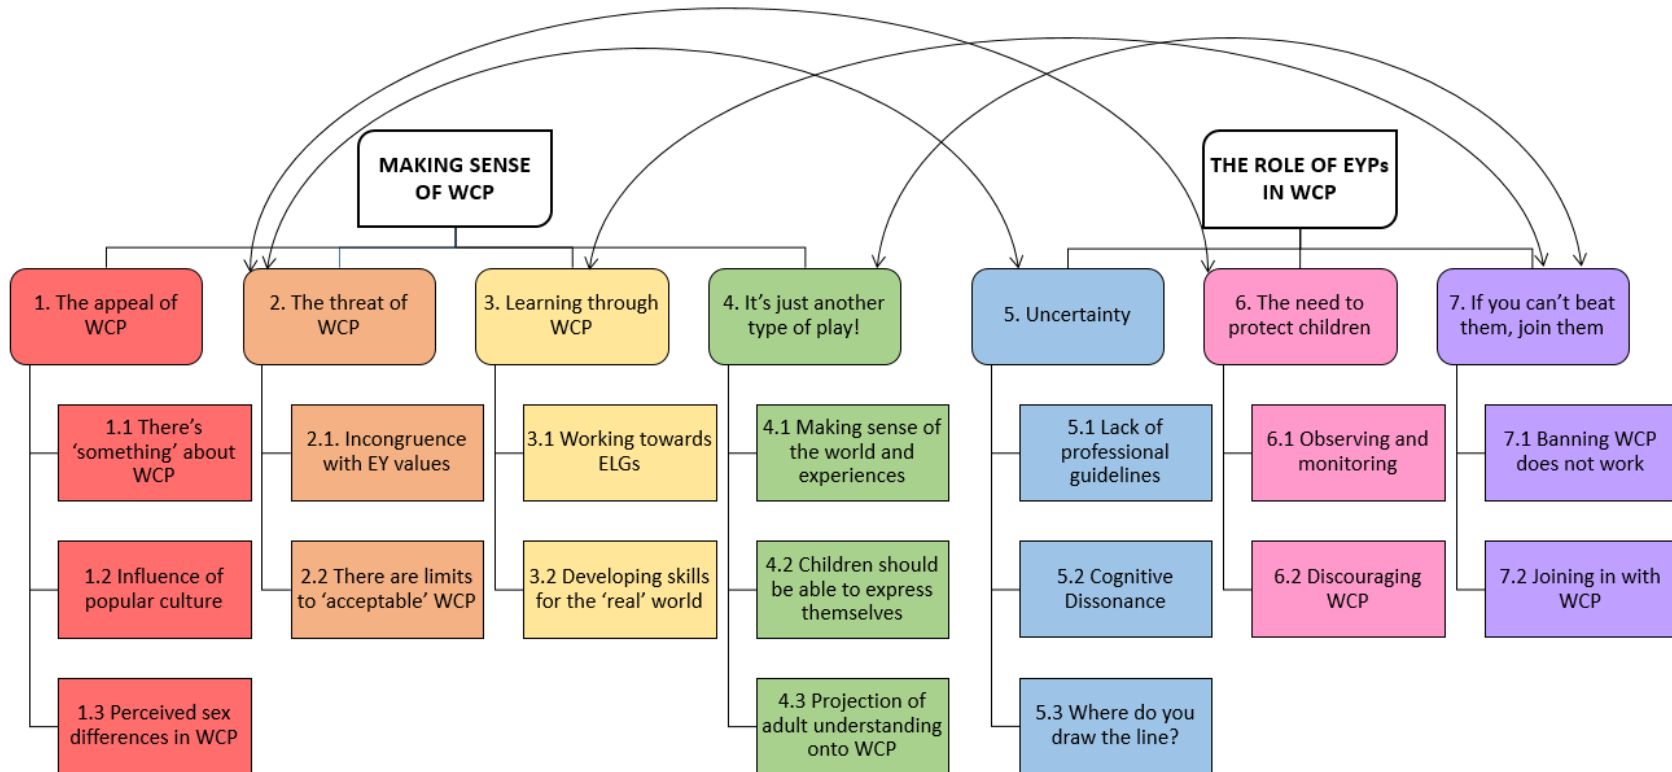 MAKING SENSE
OF WCP
THE ROLE OF EYPs
IN WCP
1. The appeal of
WCP
2. The threat of
WCP
3. Learning through
WCP
4. It’s just another
type of play!
5. Uncertainty
6. The need to
protect children
7. If you can’t beat
them, join them
1.1 There’s
‘something’ about
WCP
2.1. Incongruence
with EY values
3.1 Working towards
ELGs
4.1 Making sense of
the world and
experiences
5.1 Lack of
professional
guidelines
6.1 Observing and
monitoring
7.1 Banning WCP
does not work
1.2 Influence of
popular culture
2.2 There are limits
to ‘acceptable’ WCP
3.2 Developing skills
for the ‘real’ world
4.2 Children should
be able to express
themselves
5.2 Cognitive
Dissonance
6.2 Discouraging
WCP
7.2 Joining in with
WCP
1.3 Perceived sex
differences in WCP
4.3 Projection of
adult understanding
onto WCP
5.3 Where do you
draw the line?